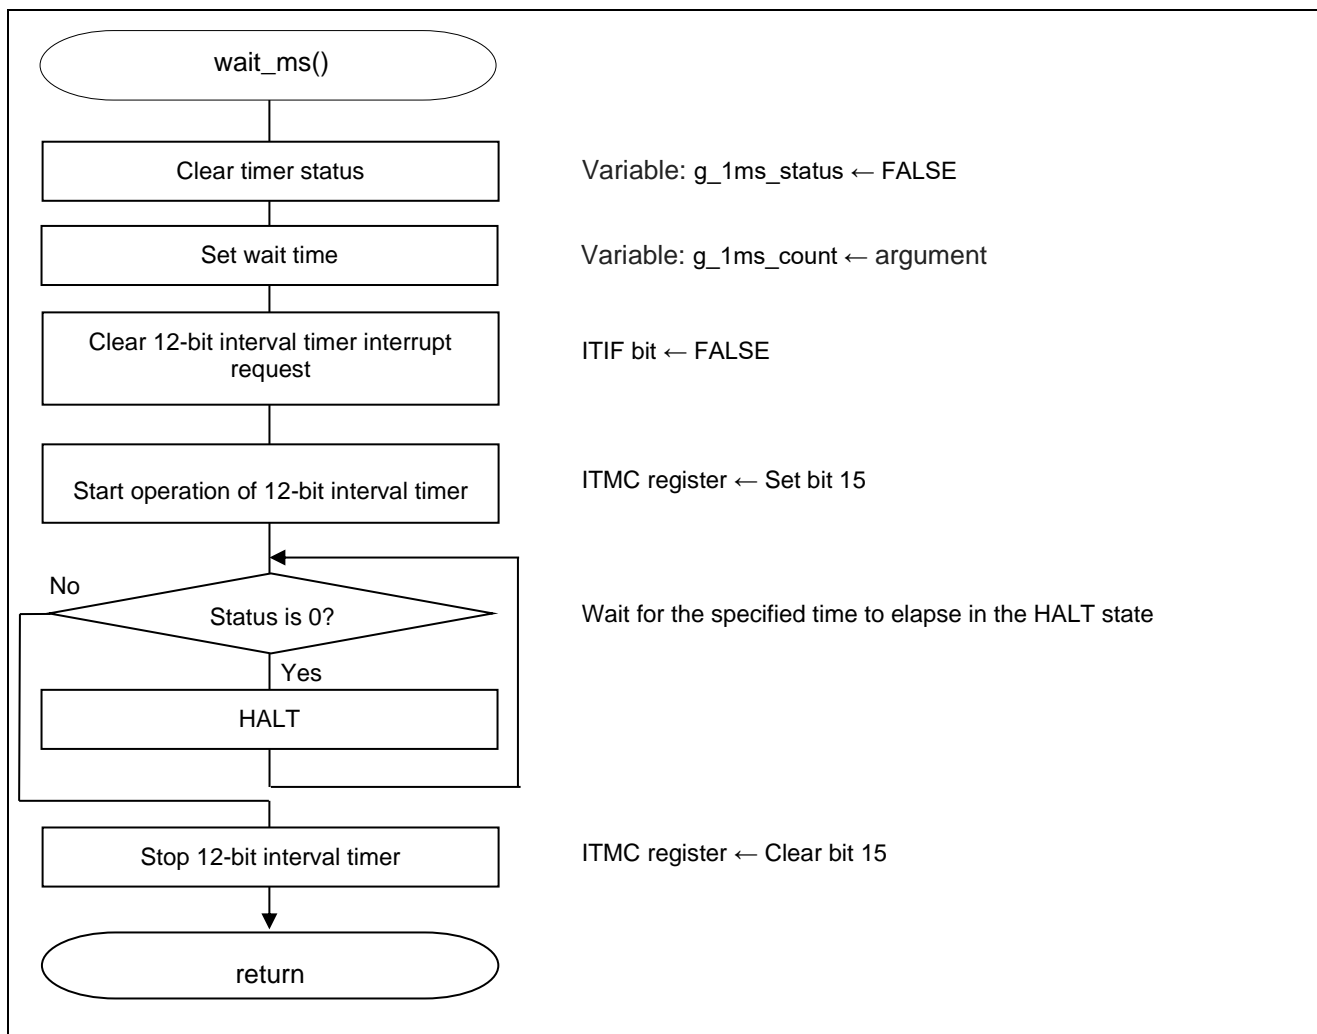 wait_ms()
Clear timer status
Variable: g_1ms_status ← FALSE
Set wait time
Variable: g_1ms_count ← argument
Clear 12-bit interval timer interrupt
request
ITIF bit ← FALSE
Start operation of 12-bit interval timer
ITMC register ← Set bit 15
No
Status is 0?
Wait for the specified time to elapse in the HALT state
Yes
HALT
Stop 12-bit interval timer
ITMC register ← Clear bit 15
return